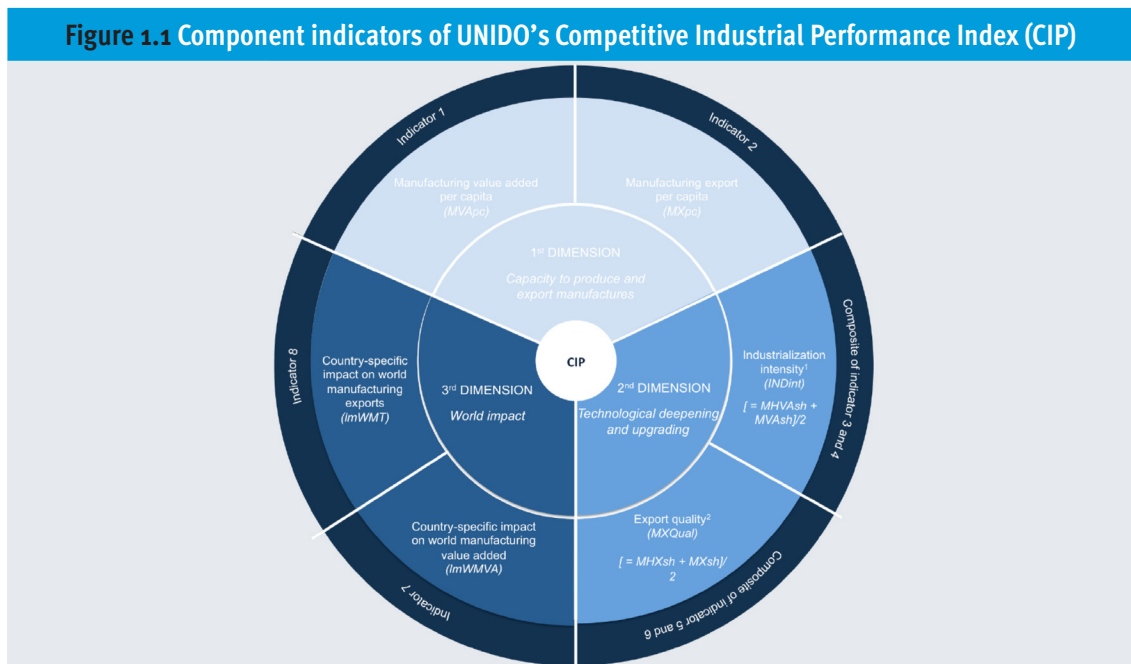 Figure 1.1 Component indicators of UNIDO's Competitive Industrial Performance Index (CIP)
Indicator 1
Indicator 2
Manufacturing value added
per capita
(MVApc)
Manufacturing export
per capita
(MXpc)
1st DIMENSION
Capacity to produce and
export manufactures
Indicator 8
Country-specific
impact on world
manufacturing
exports
(ImWMT)
3rd DIMENSION
World impact
CIP
2nd DIMENSION
Technological deepening
and upgrading
Industrialization
intensity1
(INDint)
[ = MHVAsh +
MVAsh]/2
Composite of indicator 3 and 4
Country-specific impact
on world manufacturing
value added
(ImWMVA)
Indicator 7
Export quality2
(MXQual)
[ = MHXsh + MXsh]/
2
Composite of indicator 5 and 6